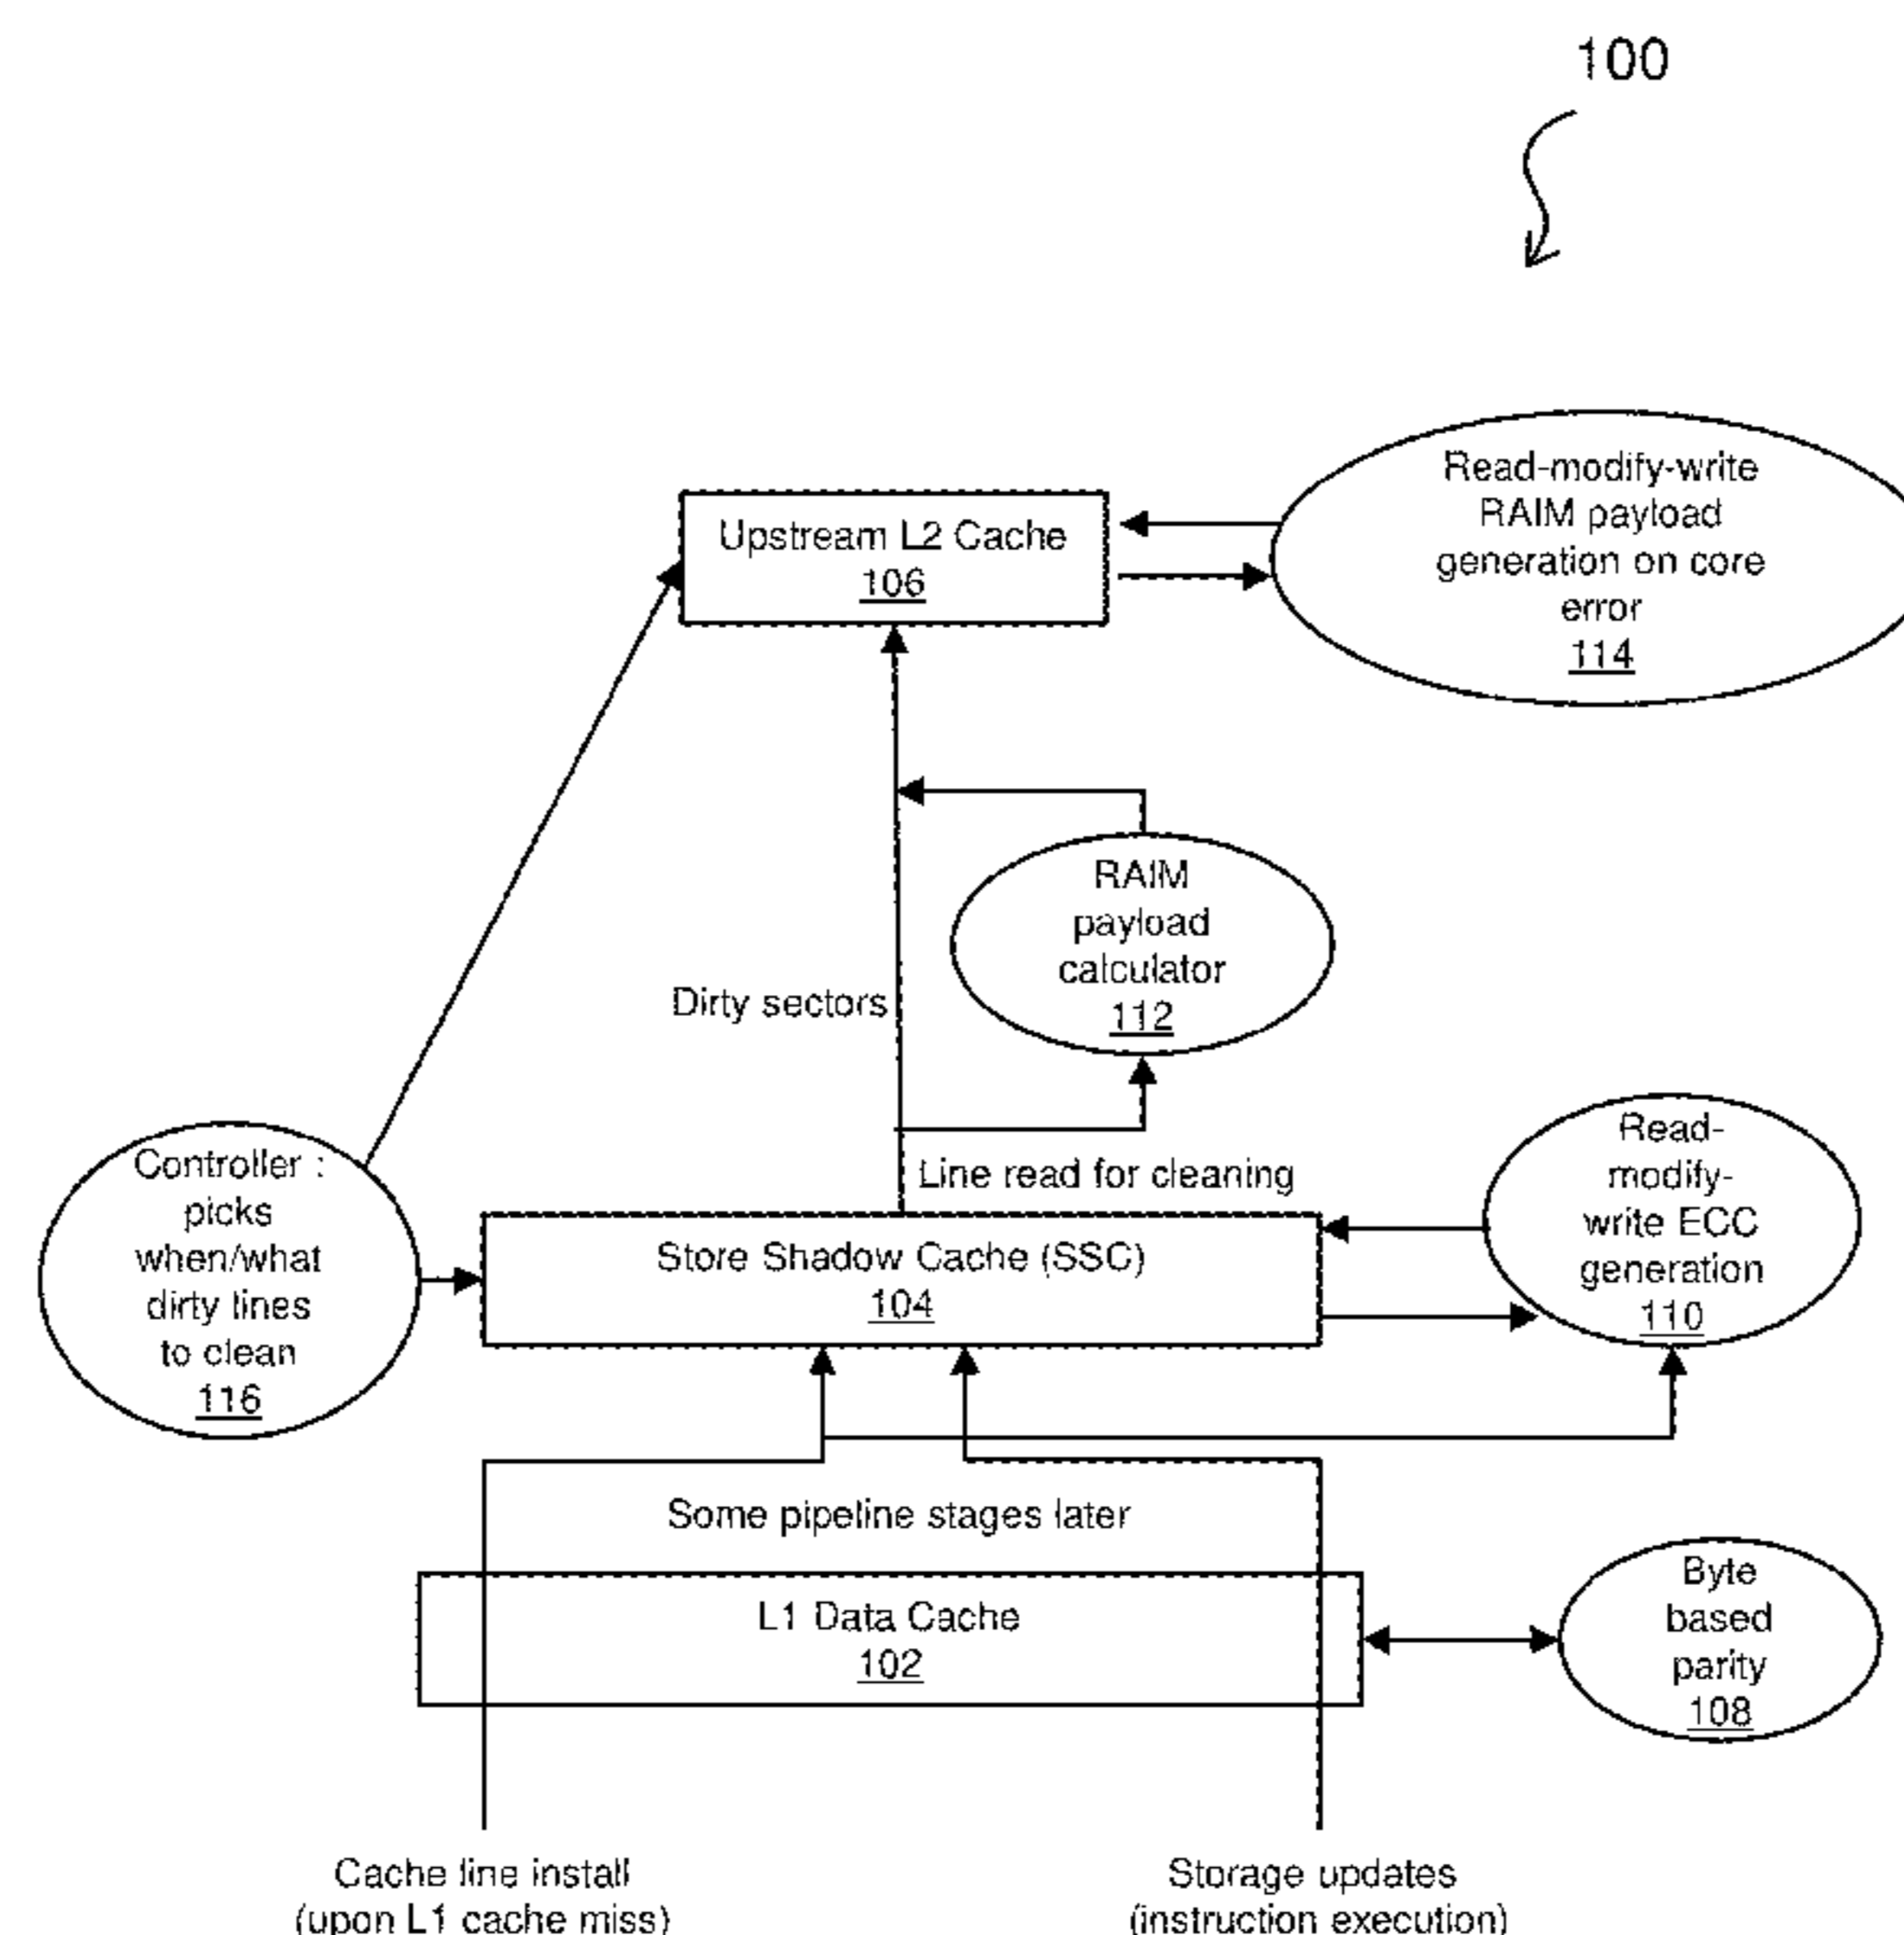 100
Read-modify-write
RAIM payload
generation on core
error
114
Upstream L2 Cache
106
RAIM
payload
calculator
112
Dirty sectors
Line read for cleaning
Read-
modify-
write ECC
generation
110
Controller :
picks
when/what
dirty lines
to clean
116
Store Shadow Cache (SSC)
104
Some pipeline stages later
L1 Data Cache
102
Byte
based
parity
108
Cache line install
(upon L1 cache miss)
Storage updates
(instruction execution)